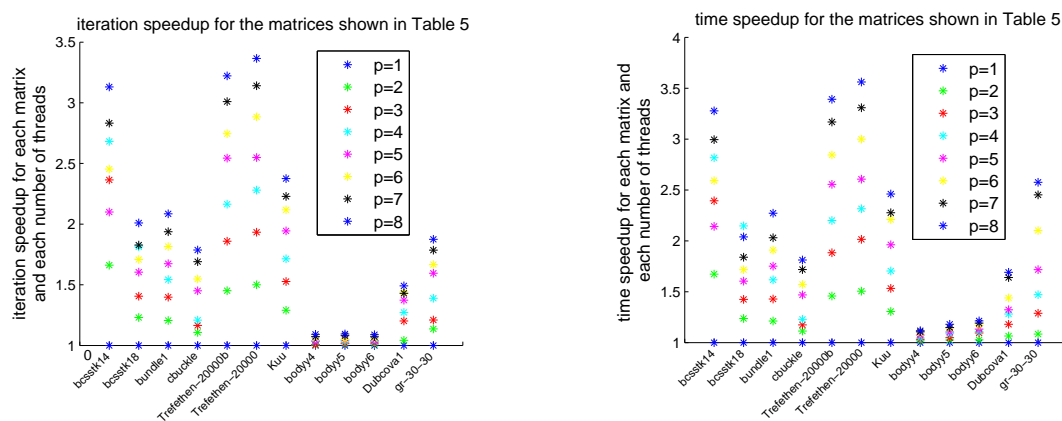 iteration speedup for the matrices shown in Table 5
iteration speedup for each matrix
and each number of threads
3.5
3
2.5
2
1.5
1
0
p=1
p=2
p=3
p=4
p=5
p=6
p=7
p=8
bcsstk14
bcsstk18
bundle1
cbuckle
Trefethen-20000b
Trefethen-20000
Kuu
bodyy4
bodyy5
bodyy6
Dubcova1
gr-30-30
time speedup for the matrices shown in Table 5
time speedup for each matrix and
each number of threads
4
3.5
3
2.5
2
1.5
1
p=1
p=2
p=3
p=4
p=5
p=6
p=7
p=8
bcsstk14
bcsstk18
bundle1
cbuckle
Trefethen-20000b
Trefethen-20000
Kuu
bodyy4
bodyy5
bodyy6
Dubcova1
gr-30-30